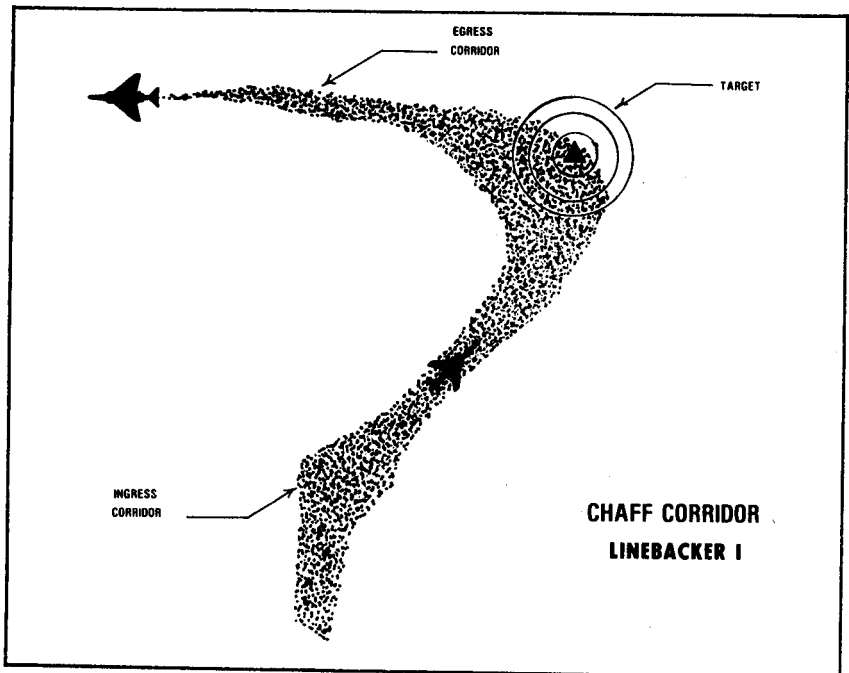 EGRESS
CORRIDOR
TARGET
INGRESS
CORRIDOR
CHAFF CORRIDOR
LINEBACKER I